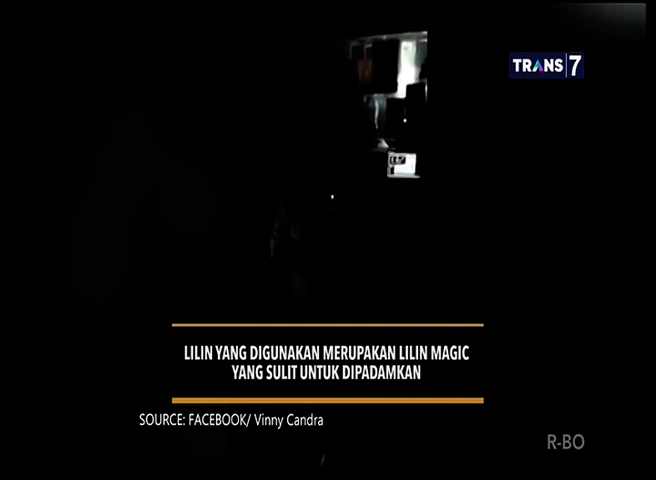 TRANS 7
LILIN YANG DIGUNAKAN MERUPAKAN LILIN MAGIC
YANG SULIT UNTUK DIPADAMKAN
SOURCE: FACEBOOK/ Vinny Candra
R-BO